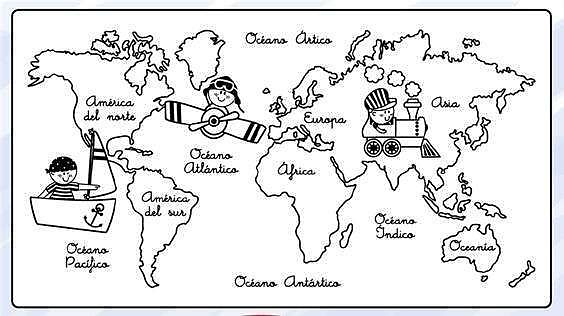 Océano Ártico
América
del norte
Europa
Asia
Océano
Atlántico
África
América
del sur
Océano
Índico
Océano
Pacífico
Oceanía
Océano Antártico